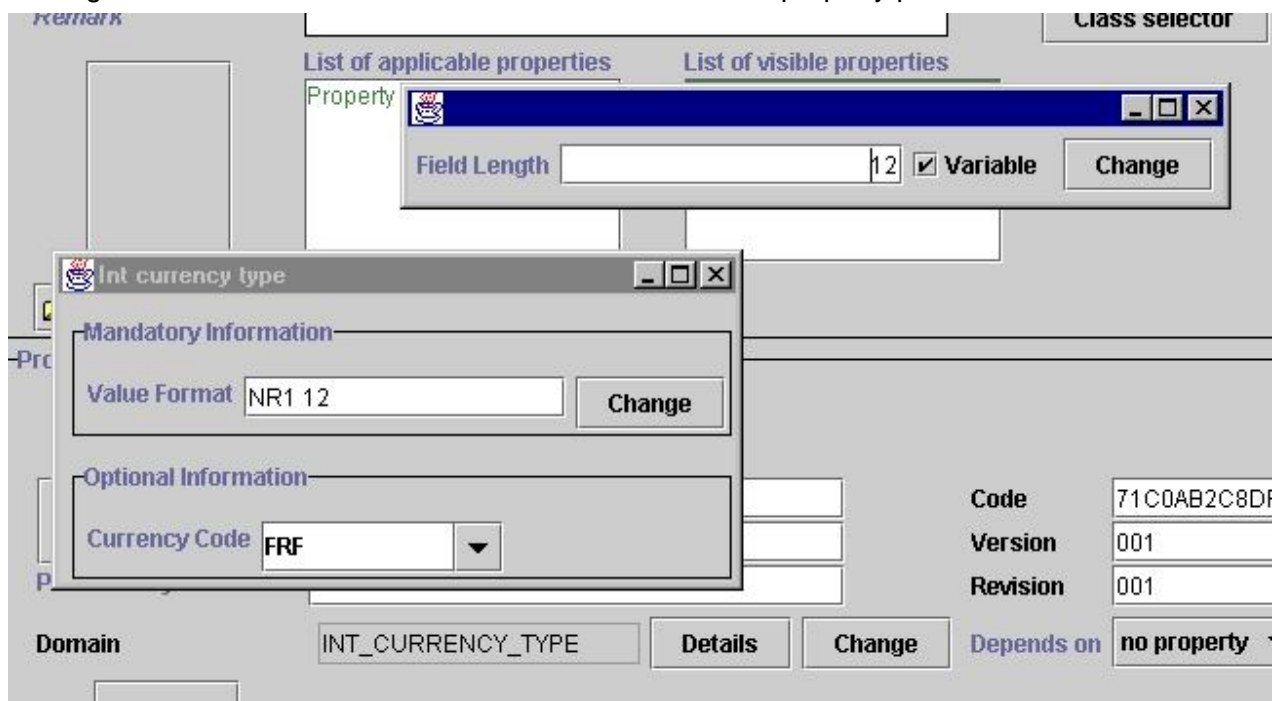 Remark
Class selector
List of applicable properties List of visible properties
Property
Field Length 12 Variable Change
Int currency type
Mandatory Information
Value Format NR1 12 Change
Optional Information
Currency Code FRF
Code 71C0AB2C8DF
Version 001
Revision 001
Domain INT_CURRENCY_TYPE Details Change Depends on no property